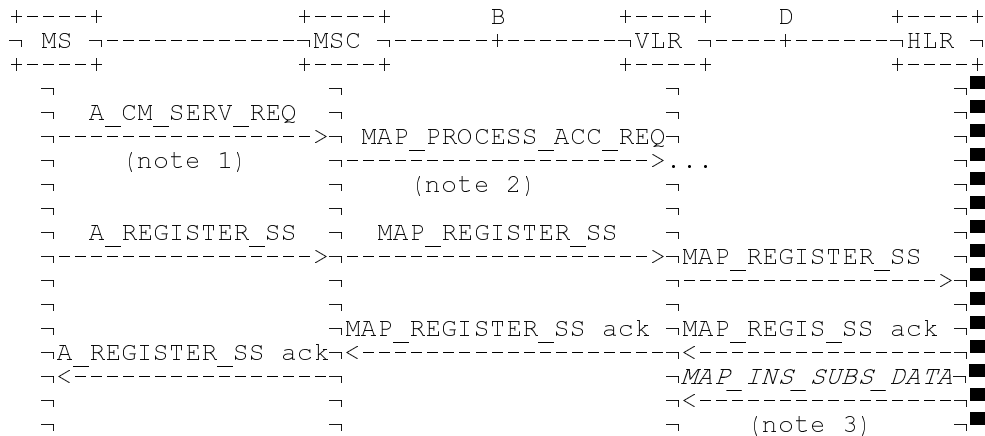 +----+ +----+ B +----+ D +----+
¬ MS ¬-------------¬MSC ¬------+-------¬VLR ¬----+------¬HLR ¬
+----+ +----+ +----+ +----+
A_CM_SERV_REQ
MAP_PROCESS_ACC_REQ
(note 1) ...
(note 2)
A_REGISTER_SS MAP_REGISTER_SS
MAP_REGISTER_SS
MAP_REGISTER_SS ack MAP_REGIS_SS ack
A_REGISTER_SS ack
MAP_INS_SUBS_DATA
(note 3)